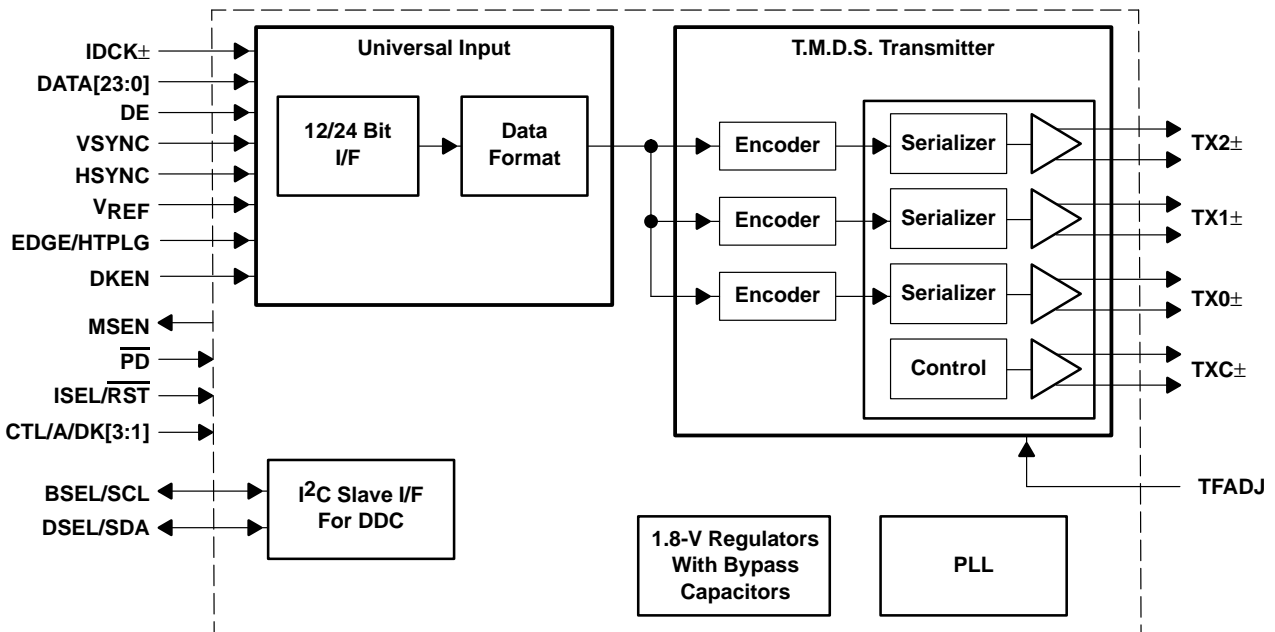 IDCK±
DATA[23:0]
DE
VSYNC
HSYNC
VREF
EDGE/HTPLG
DKEN
MSEN
PD
ISEL/RST
CTL/A/DK[3:1]
BSEL/SCL
DSEL/SDA
Universal Input
12/24 Bit
I/F
Data
Format
I2C Slave I/F
For DDC
T.M.D.S. Transmitter
Encoder
Serializer
Encoder
Serializer
Encoder
Serializer
Control
TX2±
TX1±
TX0±
TXC±
TFADJ
1.8-V Regulators
With Bypass
Capacitors
PLL